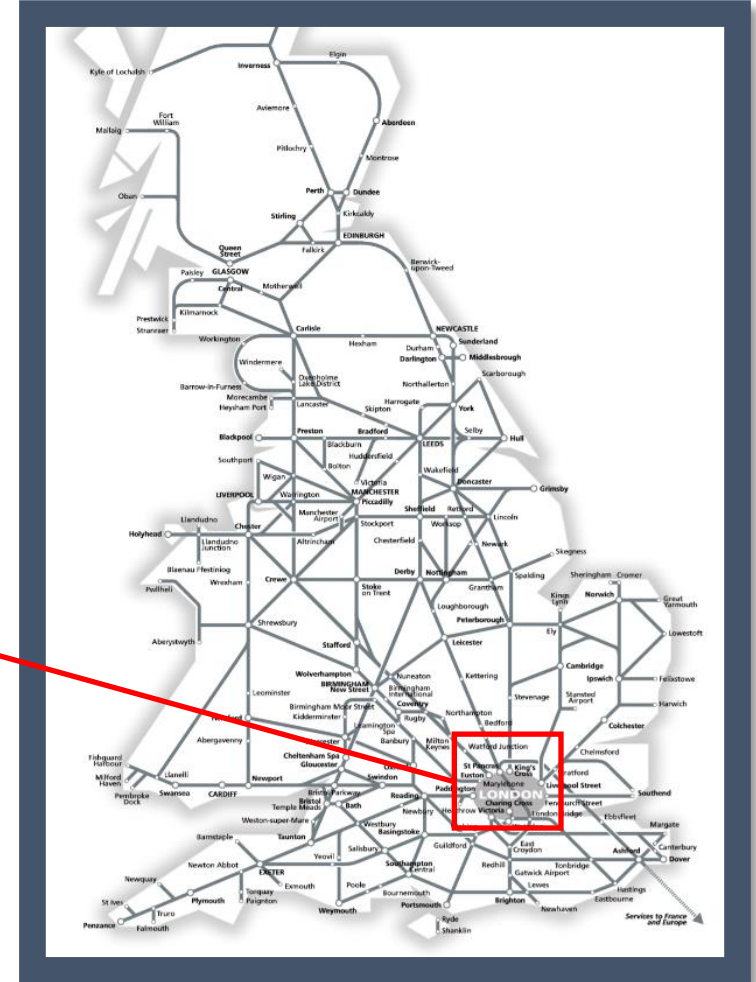 Elgin
Inverness
Kyle of Lochalsh
Aviemore
Fort
William
Mallaig
Aberdeen
Pitlochry
Montrose
Perth
Dundee
Oban
Stirling
Kirkcaldy
EDINBURGH
Queen
Street
Falkirk
Berwick-
upon-Tweed
Paisley
GLASGOW
Central
Motherwell
Prestwick
Kilmarnock
Stranraer
Carlisle
NEWCASTLE
Workington
Hexham
Sunderland
Durham
Darlington
Middlesbrough
Windermere
Scarborough
Oxenholme
Lake District
Barrow-in-Furness
Northallerton
Morecambe
Heysham Port
Lancaster
Harrogate
Skipton
York
Blackpool
Preston
Bradford
Selby
Hull
Blackburn
LEEDS
Huddersfield
Southport
Bolton
Wakefield
Wigan
Victoria
MANCHESTER
Piccadilly
Doncaster
Grimsby
LIVERPOOL
Warrington
Manchester
Airport
Sheffield
Retford
Lincoln
Llandudno
Chester
Stockport
Worksop
Holyhead
Llandudno
Junction
Altrincham
Chesterfield
Newark
Skegness
Blaenau Ffestiniog
Pwllheli
Wrexham
Crewe
Stoke
on Trent
Derby
Nottingham
Grantham
Spalding
Sheringham
Cromer
Kings
Lynn
Norwich
Great
Yarmouth
Loughborough
Peterborough
Shrewsbury
Ely
Lowestoft
Aberystwyth
Stafford
Leicester
Wolverhampton
Cambridge
BIRMINGHAM
New Street
Nuneaton
Birmingham
International
Kettering
Ipswich
Felixstowe
Leominster
Birmingham Moor Street
Coventry
Stevenage
Stansted
Airport
Harwich
Kidderminster
Rugby
Northampton
Leamington
Spa
Bedford
Colchester
Abergavenny
Banbury
Milton
Keynes
Watford Junction
Chelmsford
Fishguard
Harbour
Cheltenham Spa
Gloucester
St Pancras
King's
Cross
Euston
Milford
Haven
Llanelli
Newport
Swindon
Marylebone
Liverpool Street
Pembroke
Dock
Swansea
CARDIFF
Bristol Parkway
Paddington
LONDON
Southend
Bristol
Temple Meads
Bath
Reading
Charing Cross
Fenchurch Street
Newbury
Heathrow
Victoria
London Bridge
Ebbsfleet
Weston-super-Mare
Westbury
Margate
Barnstaple
Taunton
Basingstoke
East
Croydon
Canterbury
Salisbury
Guildford
Ashford
Dover
Newton Abbot
Yeovil
Redhill
Tonbridge
Newquay
EXETER
Southampton
Central
Gatwick Airport
Exmouth
Poole
Lewes
Hastings
St Ives
Torquay
Paignton
Bournemouth
Eastbourne
Plymouth
Weymouth
Portsmouth
Brighton
Newhaven
Truro
Ryde
Penzance
Falmouth
Shanklin
Services to France
and Europe